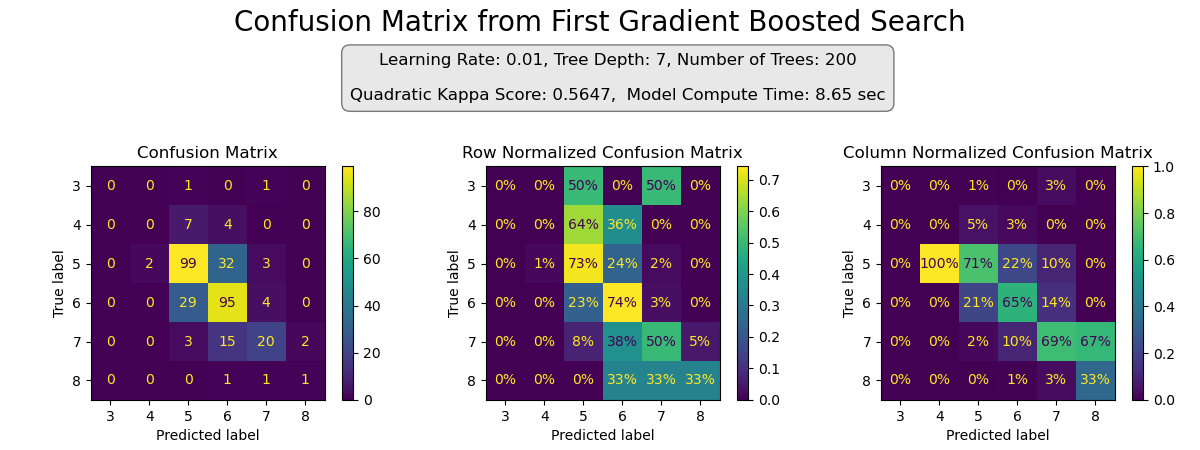 Confusion Matrix from First Gradient Boosted Search
Learning Rate: 0.01, Tree Depth: 7, Number of Trees: 200
Quadratic Kappa Score: 0.5647,  Model Compute Time: 8.65 sec
Confusion Matrix
True label
3 0 0 1 0 1 0
4 0 0 7 4 0 0
5 0 2 99 32 3 0
6 0 0 29 95 4 0
7 0 0 3 15 20 2
8 0 0 0 1 1 1
3 4 5 6 7 8
Predicted label
80
60
40
20
0
Row Normalized Confusion Matrix
True label
3 0% 0% 50% 0% 50% 0%
4 0% 0% 64% 36% 0% 0%
5 0% 1% 73% 24% 2% 0%
6 0% 0% 23% 74% 3% 0%
7 0% 0% 8% 38% 50% 5%
8 0% 0% 0% 33% 33% 33%
3 4 5 6 7 8
Predicted label
0.7
0.6
0.5
0.4
0.3
0.2
0.1
0.0
Column Normalized Confusion Matrix
True label
3 0% 0% 1% 0% 3% 0%
4 0% 0% 5% 3% 0% 0%
5 0% 100% 71% 22% 10% 0%
6 0% 0% 21% 65% 14% 0%
7 0% 0% 2% 10% 69% 67%
8 0% 0% 0% 1% 3% 33%
3 4 5 6 7 8
Predicted label
1.0
0.8
0.6
0.4
0.2
0.0